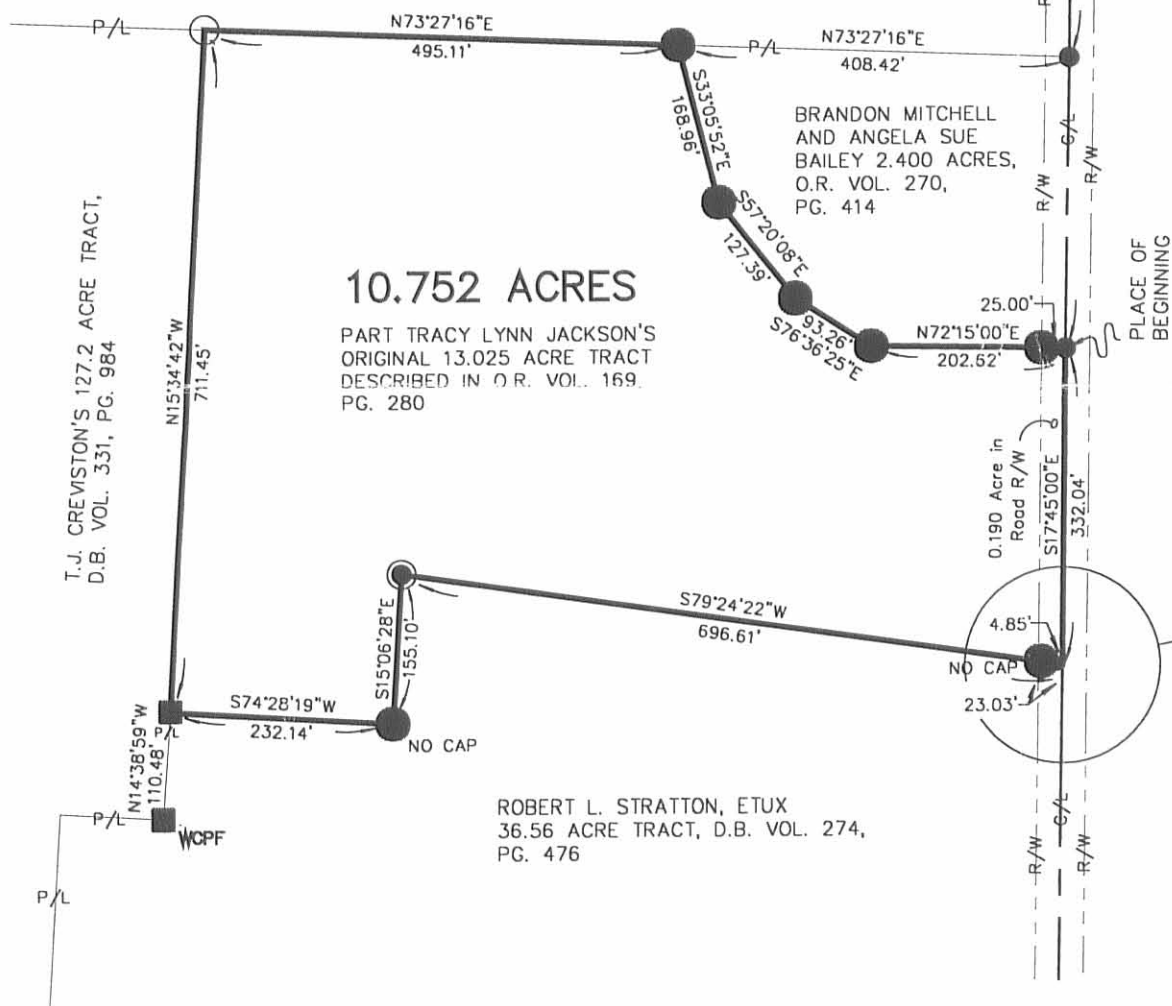 P/L
N73°27'16"E
495.11'
P/L
N73°27'16"E
408.42'
S33°05'52"E
168.96'
BRANDON MITCHELL
AND ANGELA SUE
BAILEY 2.400 ACRES,
O.R. VOL. 270,
PG. 414
R/W
C/L
R/W
S57°20'08"E
127.39'
T.J. CREVISTON'S 127.2 ACRE TRACT,
D.B. VOL. 331, PG. 984
N15°34'42"W
711.45'
10.752 ACRES
PART TRACY LYNN JACKSON'S
ORIGINAL 13.025 ACRE TRACT
DESCRIBED IN O.R. VOL. 169,
PG. 280
93.26'
S76°36'25"E
N72°15'00"E
202.62'
25.00'
PLACE OF
BEGINNING
0.190 Acre in
Road R/W
S17°45'00"E
332.04'
S79°24'22"W
696.61'
4.85'
NO CAP
23.03'
S15°06'28"E
155.10'
S74°28'19"W
232.14'
NO CAP
P/L
N14°38'59"W
110.48'
P/L
WCPF
P/L
ROBERT L. STRATTON, ETUX
36.56 ACRE TRACT, D.B. VOL. 274,
PG. 476
R/W
C/L
R/W